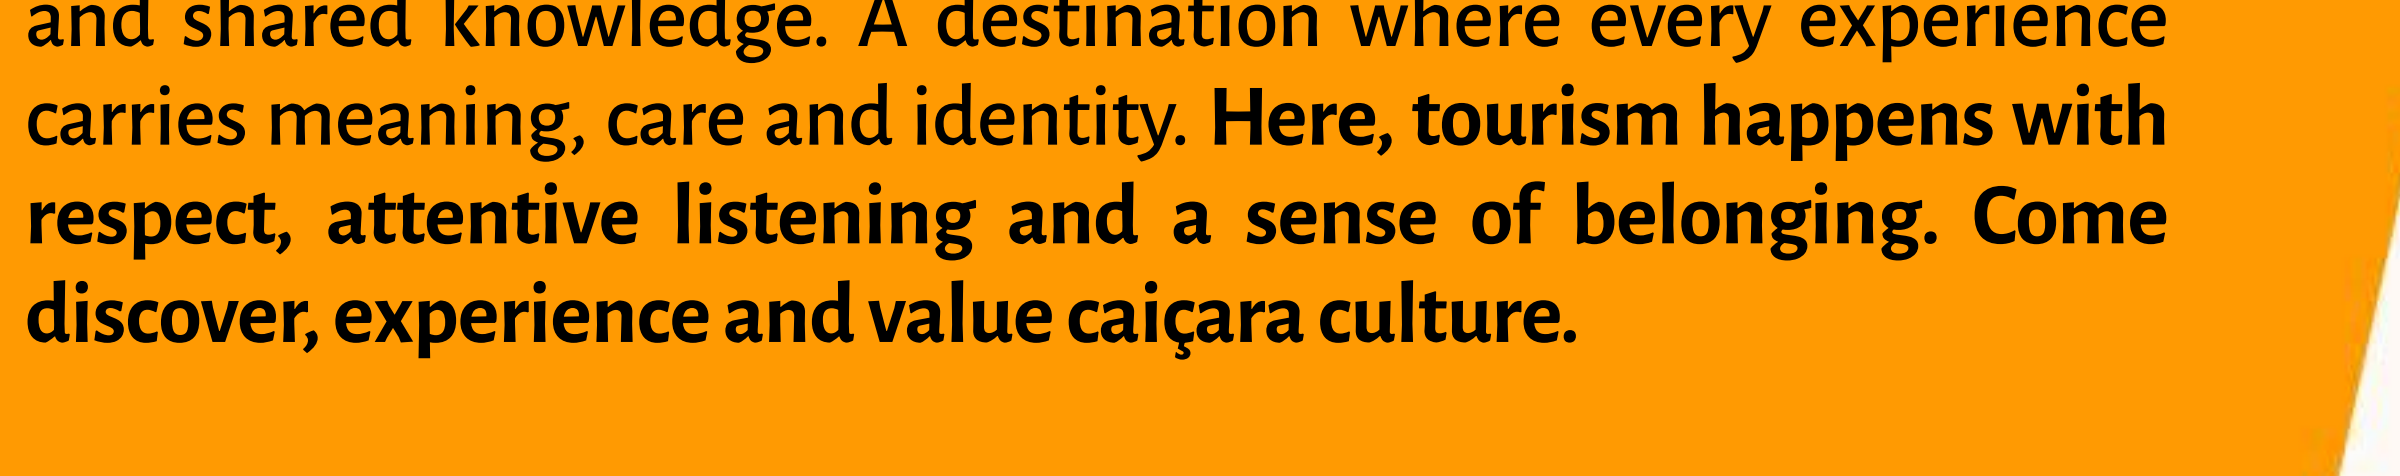 and shared knowledge. A destination where every experience
carries meaning, care and identity. Here, tourism happens with
respect, attentive listening and a sense of belonging. Come
discover, experience and value caiçara culture.